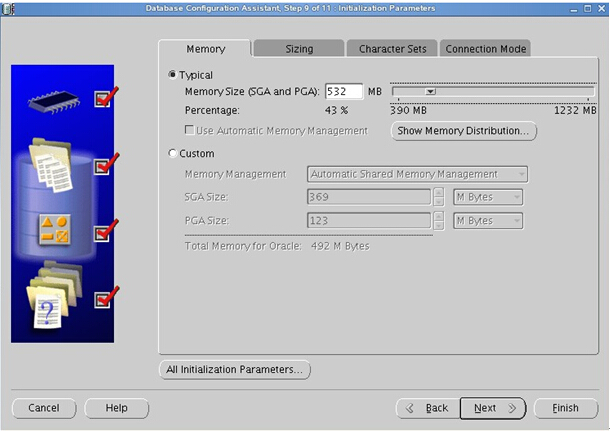 Database Configuration Assistant, Step 9 of 11 : Initialization Parameters
Memory Sizing Character Sets Connection Mode
Typical
Memory Size (SGA and PGA): 532 MB
Percentage: 43 % 390 MB 1232 MB
Use Automatic Memory Management Show Memory Distribution...
Custom
Memory Management Automatic Shared Memory Management
SGA Size: 369 M Bytes
PGA Size: 123 M Bytes
Total Memory for Oracle: 492 M Bytes
?
All Initialization Parameters...
Cancel Help Back Next Finish